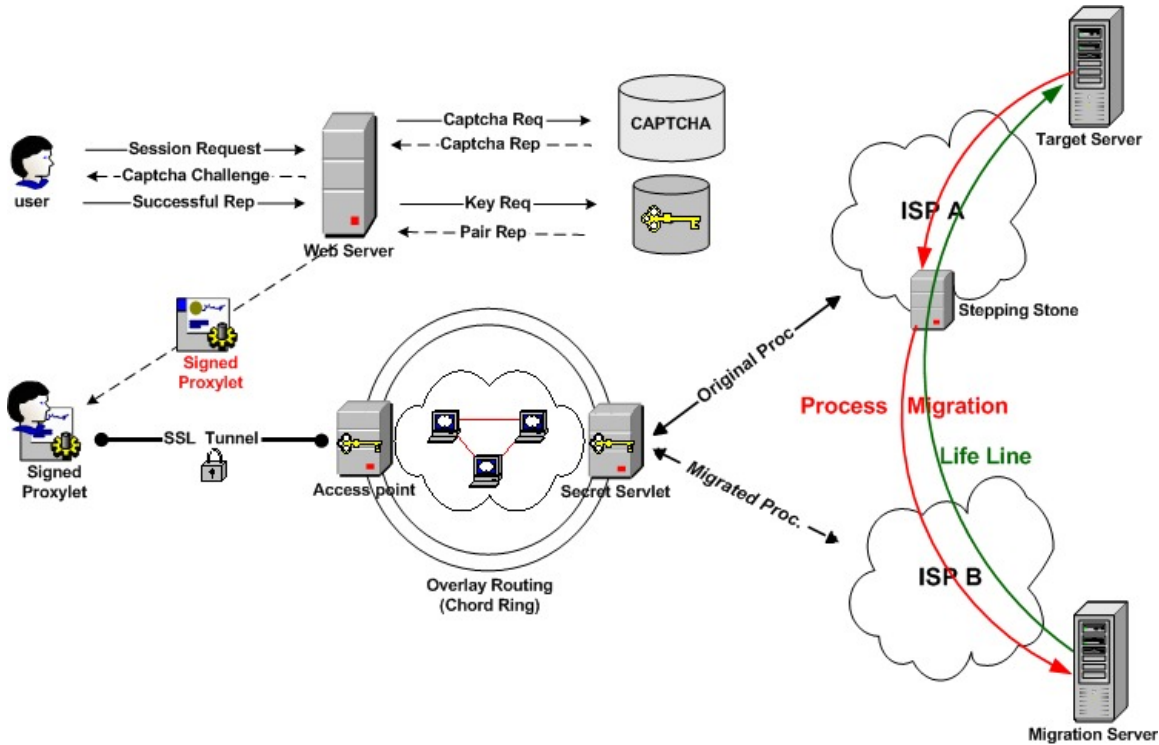 Target Server
Captcha Req
CAPTCHA
Captcha Rep
Session Request
Captcha Challenge
Successful Rep
user
Key Req
Pair Rep
Web Server
ISP A
Stepping Stone
Signed
Proxylet
Original Proc
Process Migration
SSL Tunnel
Life Line
Signed
Proxylet
Access point
Secret Servlet
Migrated Proc.
Overlay Routing
(Chord Ring)
ISP B
Migration Server